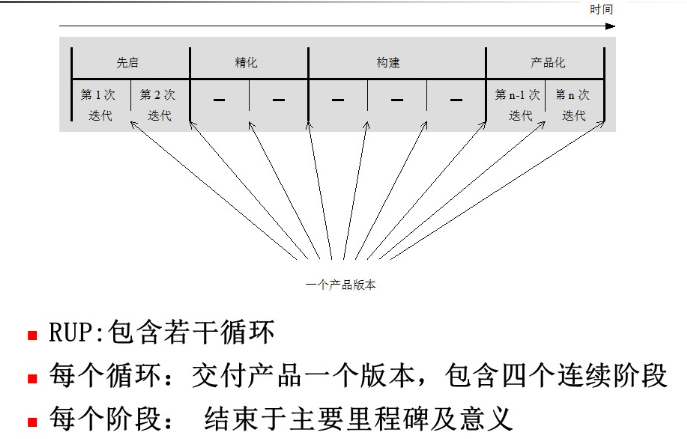 时间
先启 精化 构建 产品化
第1次 第2次 — — — — — 第n-1次 第n次
迭代 迭代 迭代 迭代
一个产品版本
RUP:包含若干循环
每个循环：交付产品一个版本，包含四个连续阶段
每个阶段： 结束于主要里程碑及意义